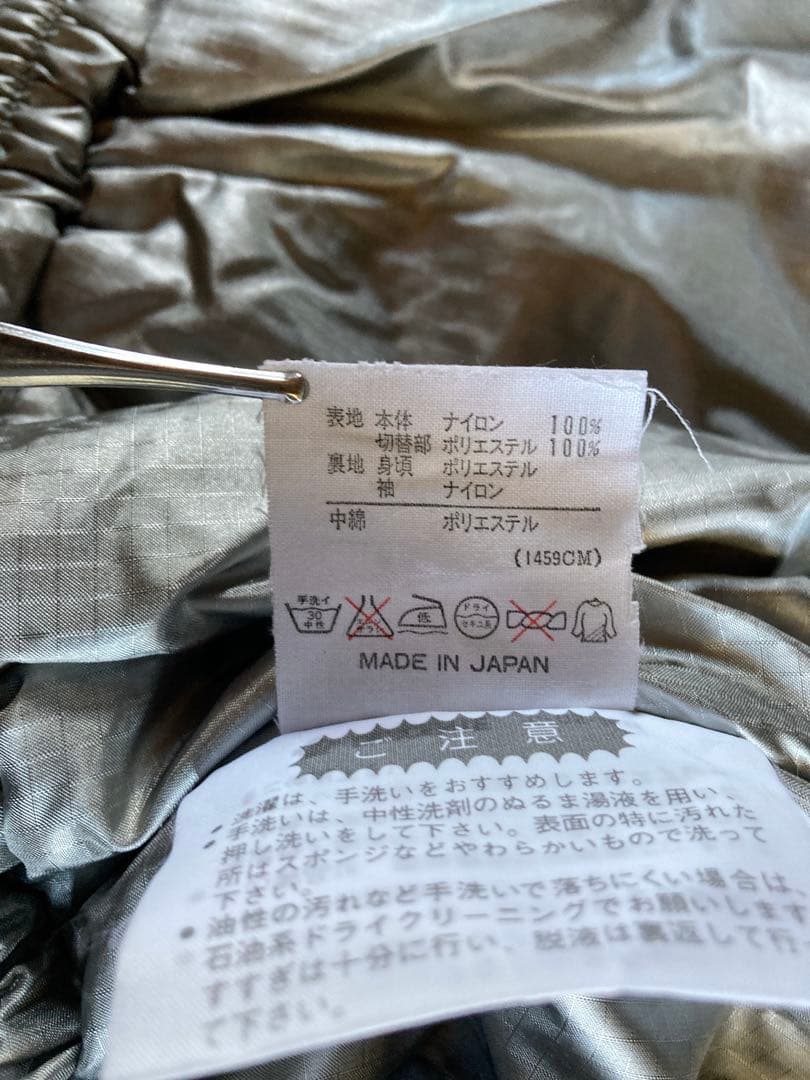 表地 本体 ナイロン 100%
切替部 ポリエステル 100%
裏地 身頃 ポリエステル
袖 ナイロン
中綿 ポリエステル
(1459CM)
手洗イ 30 中性
低
ドライ セキユ系
MADE IN JAPAN
ご注意
・洗濯は、手洗いをおすすめします。
・手洗いは、中性洗剤のぬるま湯液を用い、
押し洗いをして下さい。表面の特に汚れた
所はスポンジなどやわらかいもので洗って
下さい。
・油性の汚れなど手洗いで落ちにくい場合は、
石油系ドライクリーニングでお願いします
すすぎは十分に行い、脱液は裏返して行
て下さい。